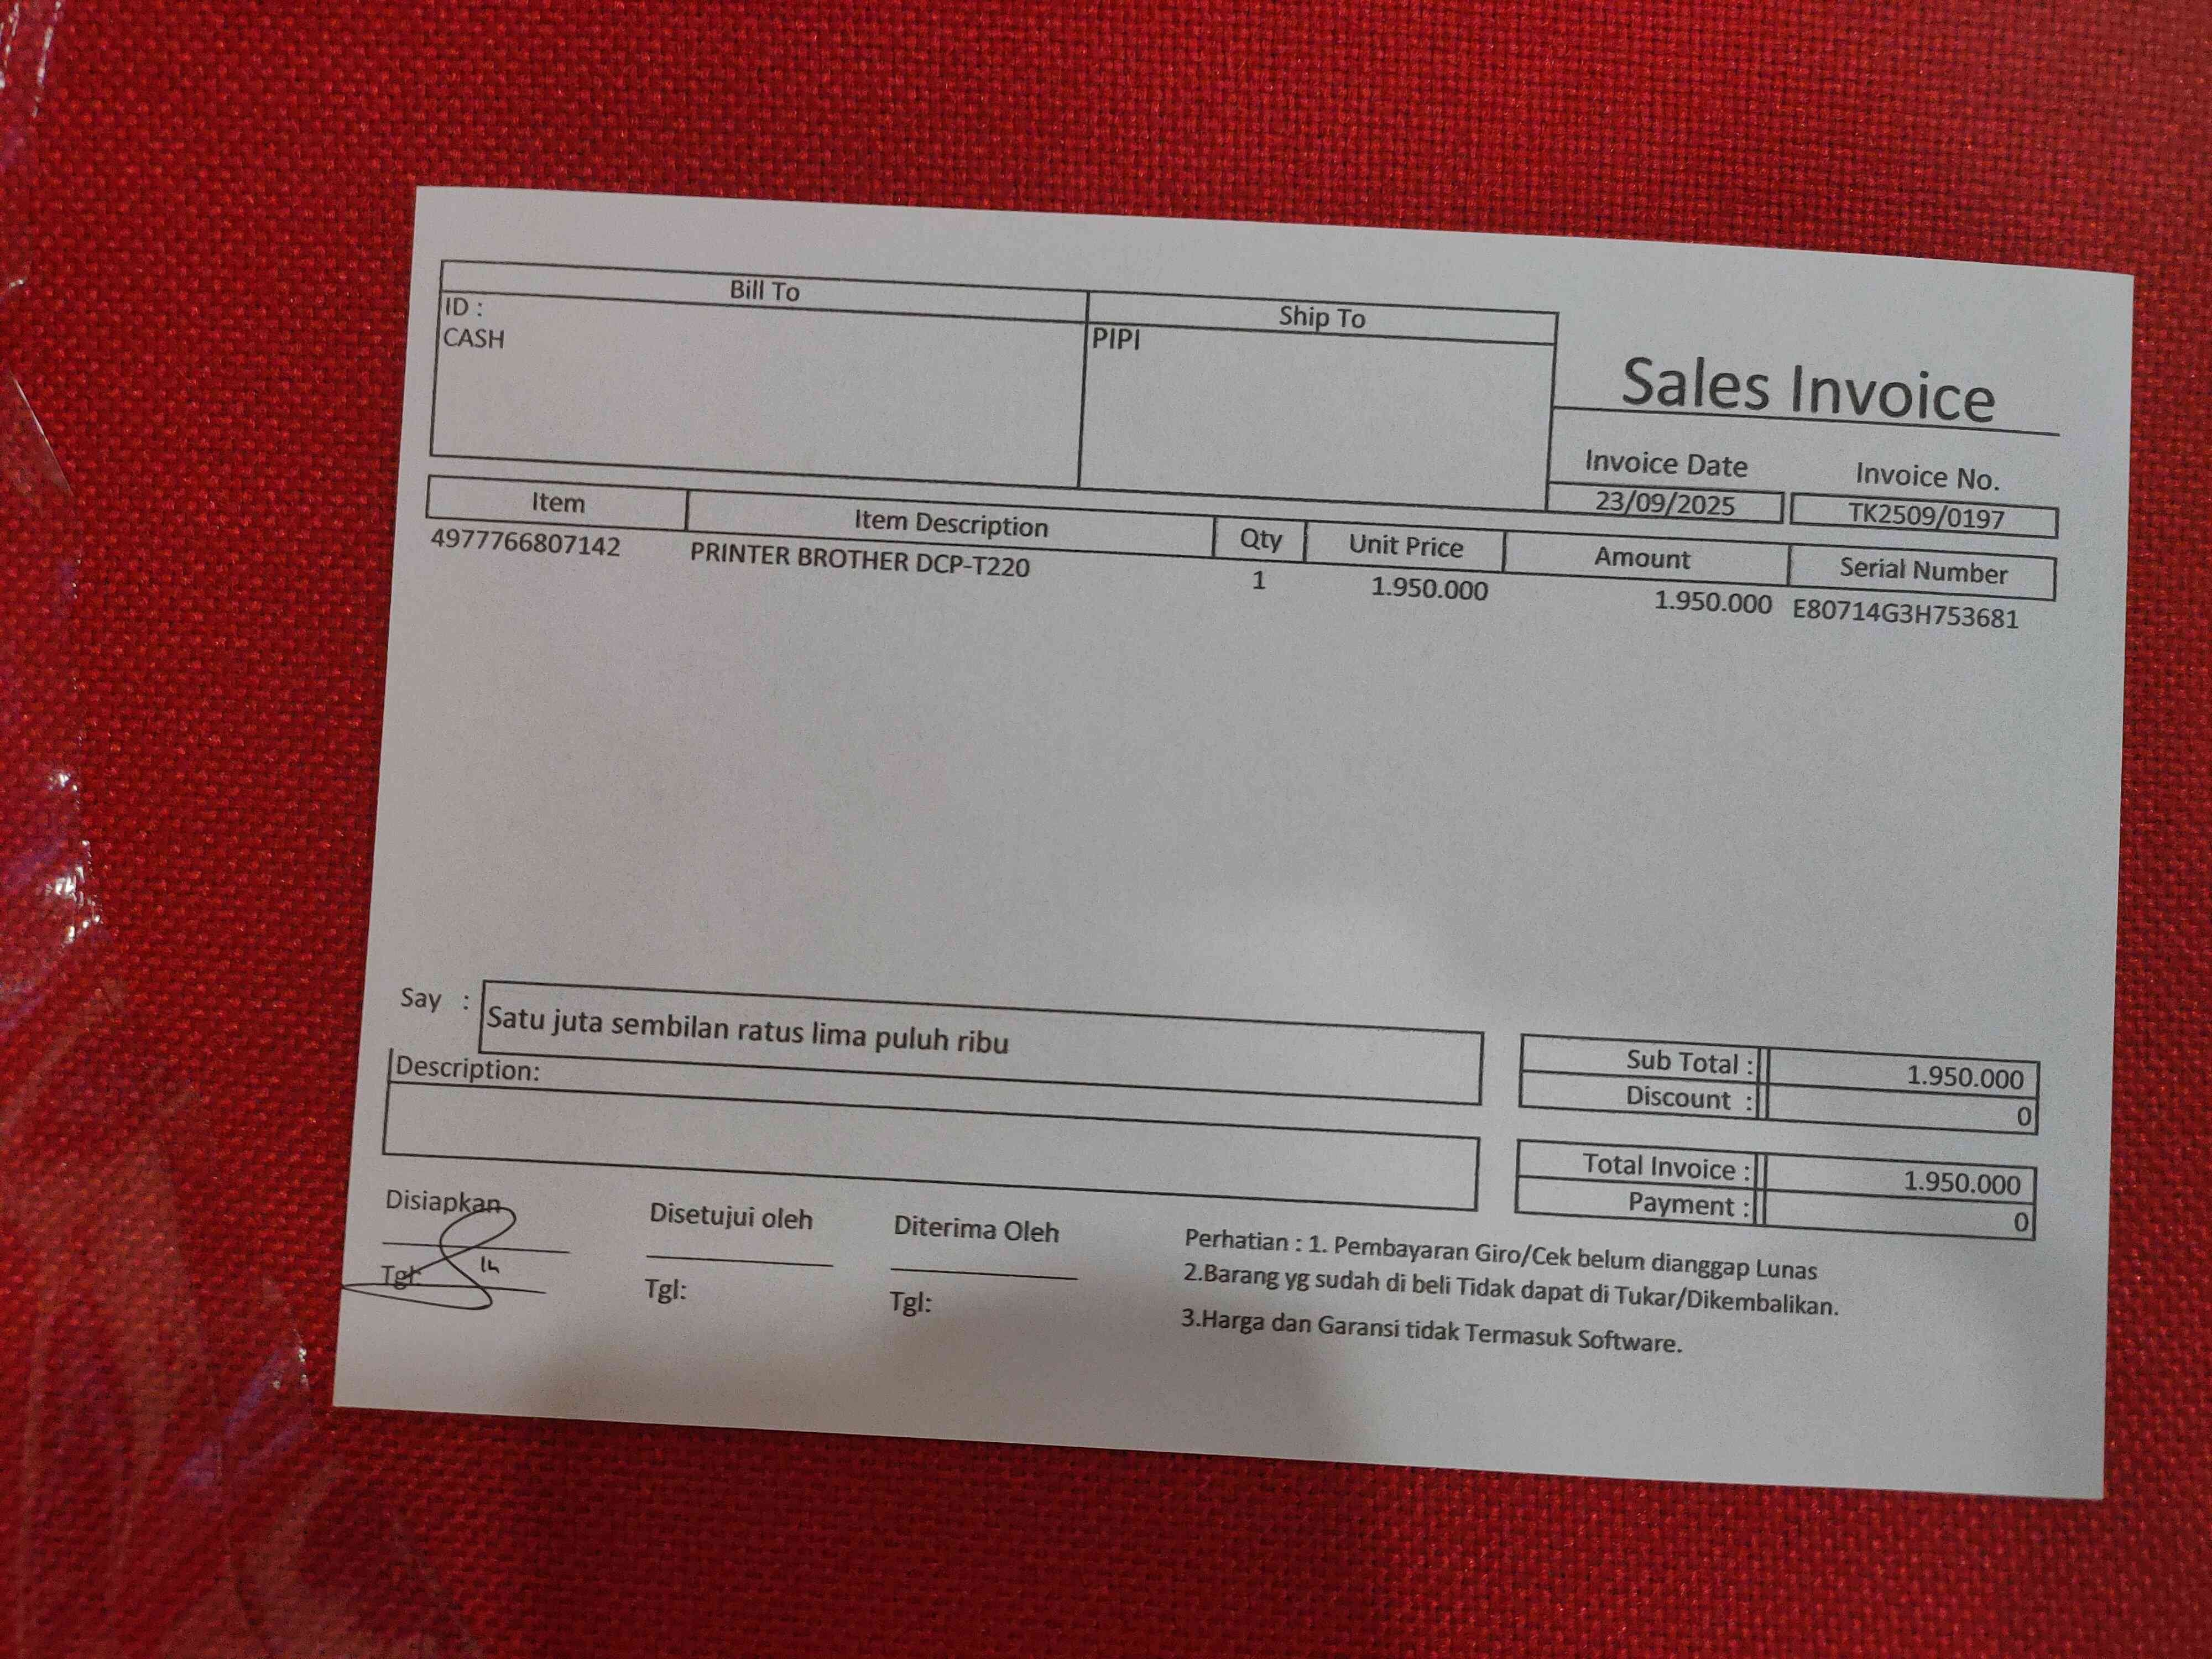 Bill To
Ship To
ID :
CASH
PIPI
Sales Invoice
Invoice Date Invoice No.
23/09/2025 TK2509/0197
Item Item Description Qty Unit Price Amount Serial Number
4977766807142 PRINTER BROTHER DCP-T220 1 1.950.000 1.950.000 E80714G3H753681
Say : Satu juta sembilan ratus lima puluh ribu
Description:
Sub Total : 1.950.000
Discount : 0
Total Invoice : 1.950.000
Payment : 0
Disiapkan Disetujui oleh Diterima Oleh
Tgl: Tgl: Tgl:
Perhatian : 1. Pembayaran Giro/Cek belum dianggap Lunas
2.Barang yg sudah di beli Tidak dapat di Tukar/Dikembalikan.
3.Harga dan Garansi tidak Termasuk Software.